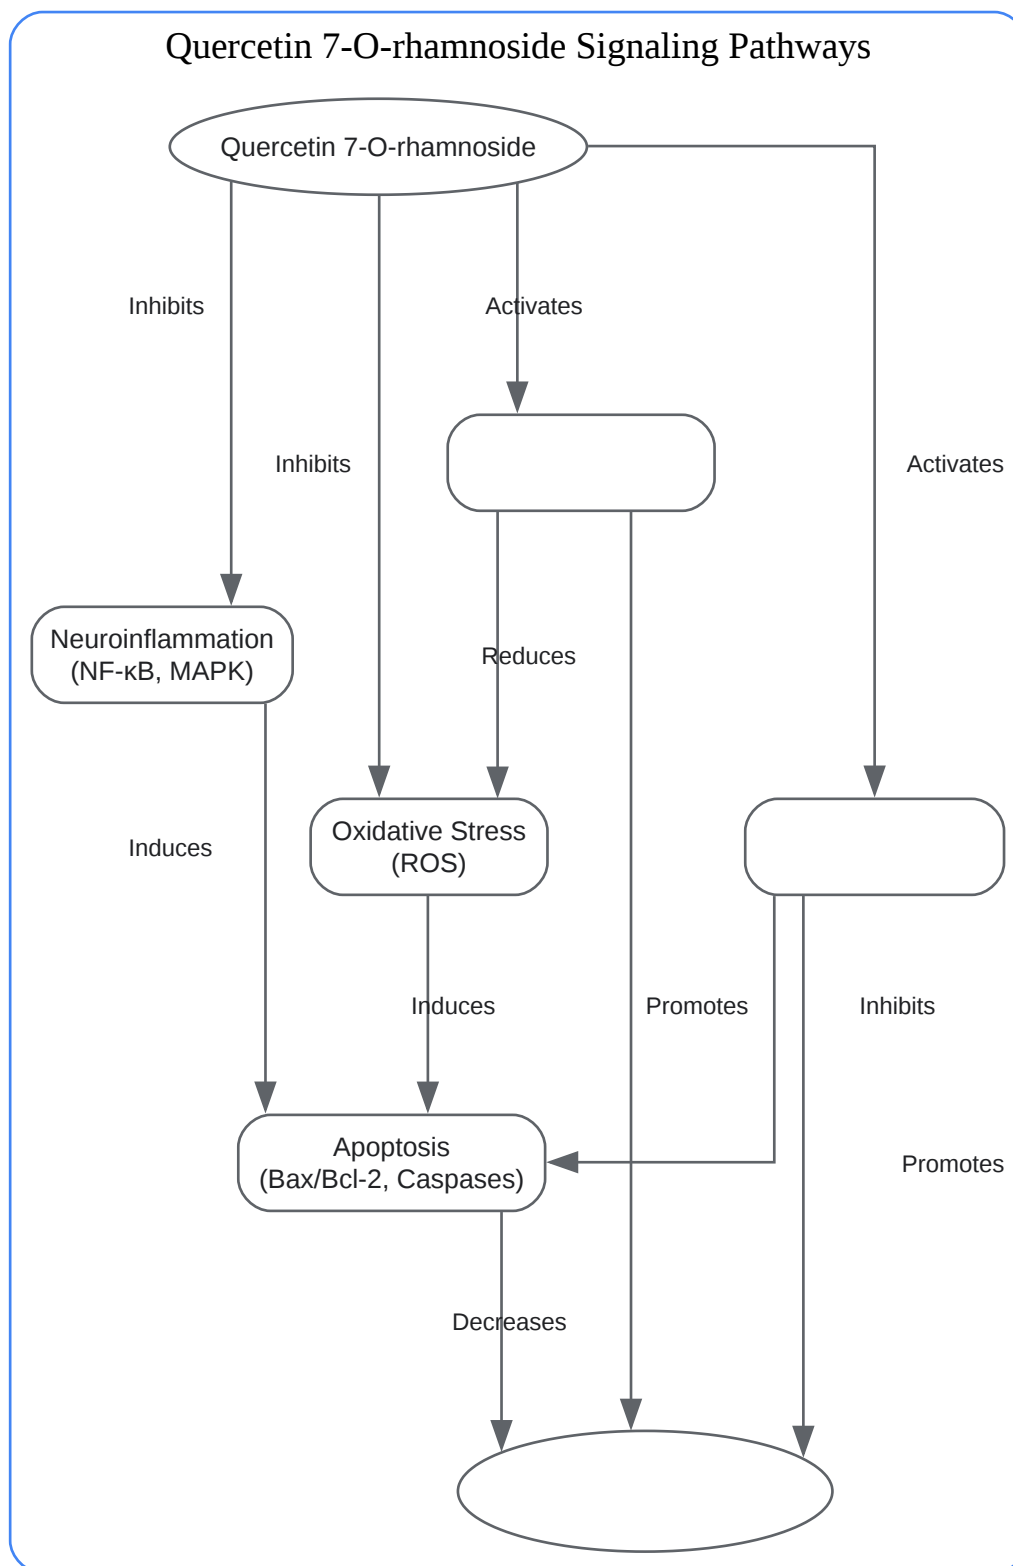 Quercetin 7-O-rhamnoside Signaling Pathways
Quercetin 7-O-rhamnoside
Inhibits
Activates
Inhibits
Activates
Neuroinflammation
(NF-κB, MAPK)
Reduces
Oxidative Stress
(ROS)
Induces
Induces
Promotes
Inhibits
Apoptosis
(Bax/Bcl-2, Caspases)
Promotes
Decreases